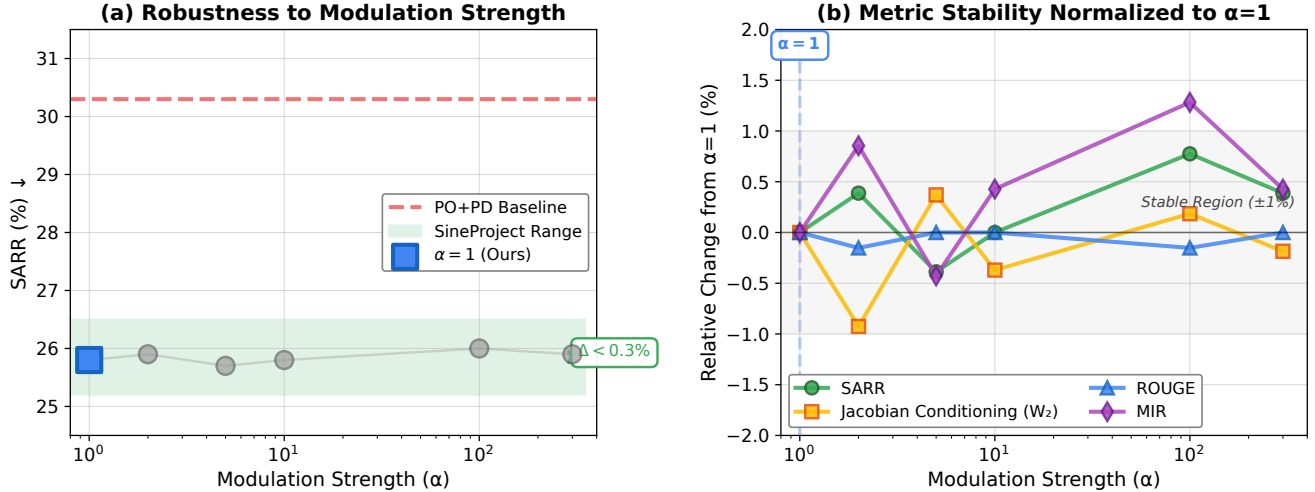 (a) Robustness to Modulation Strength
SARR (%) ↓
31
30
29
28
27
26
25
PO+PD Baseline
SineProject Range
α = 1 (Ours)
Δ < 0.3%
10⁰
10¹
10²
Modulation Strength (α)
(b) Metric Stability Normalized to α=1
Relative Change from α=1 (%)
2.0
1.5
1.0
0.5
0.0
−0.5
−1.0
−1.5
−2.0
α = 1
Stable Region (±1%)
SARR
Jacobian Conditioning (W₂)
ROUGE
MIR
10⁰
10¹
10²
Modulation Strength (α)